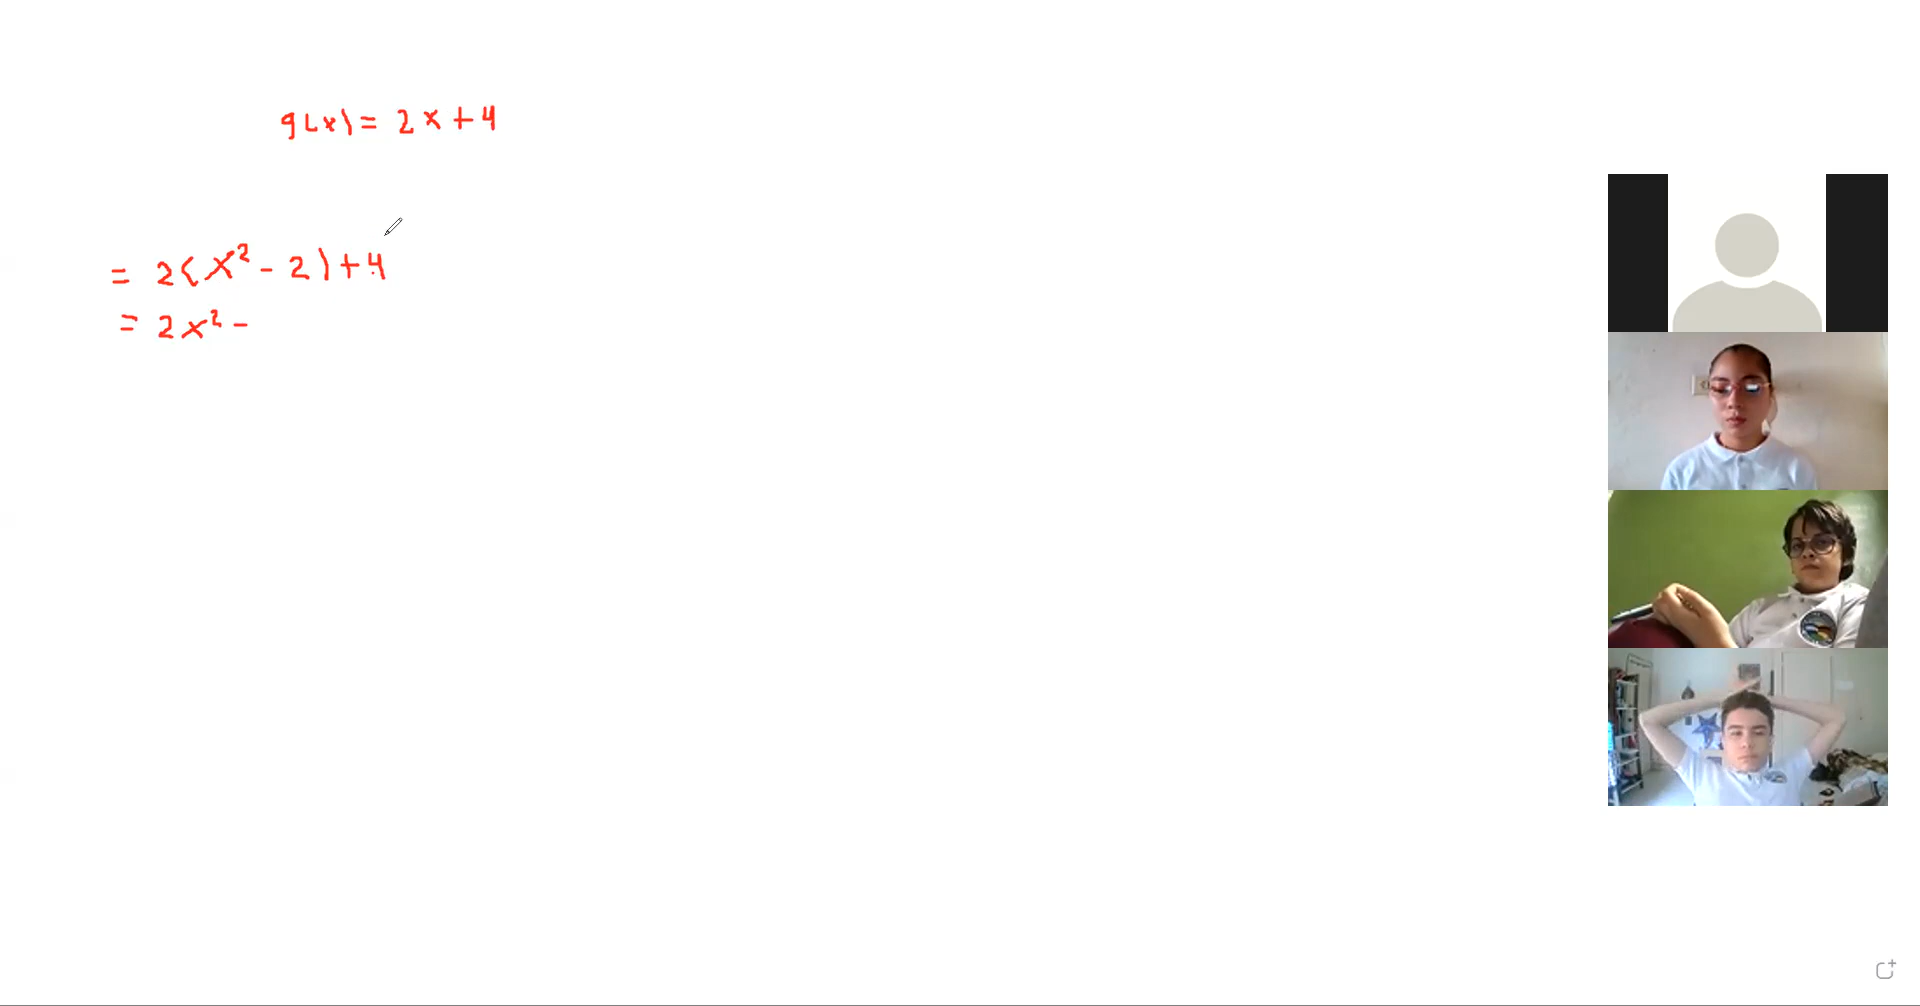 g(x) = 2x + 4
= 2(x² - 2) + 4
= 2x² -